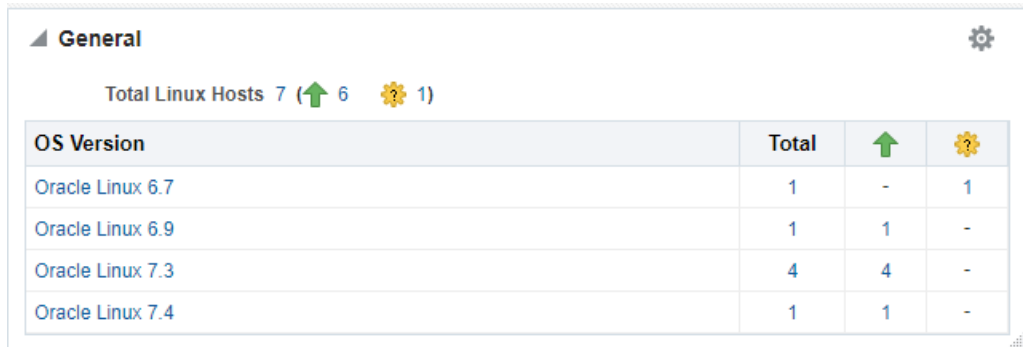 General
Total Linux Hosts 7 ( 6 ? 1)
OS Version Total ?
Oracle Linux 6.7 1 - 1
Oracle Linux 6.9 1 1 -
Oracle Linux 7.3 4 4 -
Oracle Linux 7.4 1 1 -